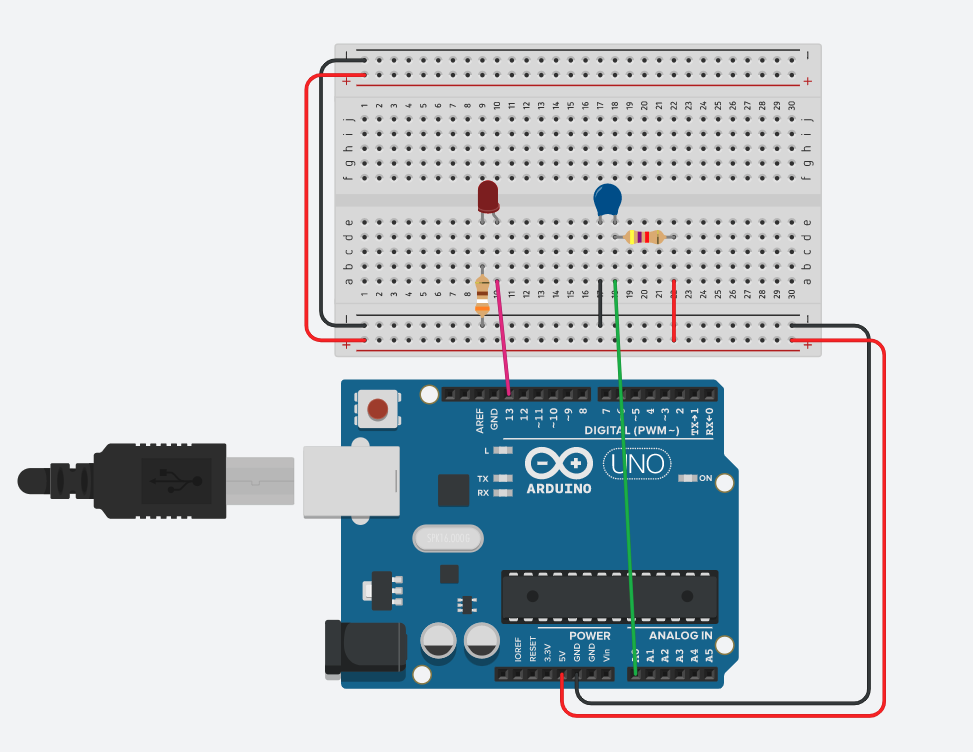 - -
+ +
1 2 3 4 5 6 7 8 9 10 11 12 13 14 15 16 17 18 19 20 21 22 23 24 25 26 27 28 29 30
j j
i i
h h
g g
f f
e e
d d
c c
b b
a a
1 2 3 4 5 6 7 8 10 11 12 13 14 15 16 17 18 19 20 21 22 23 24 25 26 27 28 29 30
- -
+ +
AREF GND 13 12 ~11 ~10 ~9 8 7 ~5 4 ~3 2 TX→1 RX←0
DIGITAL (PWM~)
L
TX
RX
ARDUINO
UNO
ON
POWER ANALOG IN
IOREF RESET 3.3V 5V GND GND Vin A0 A1 A2 A3 A4 A5